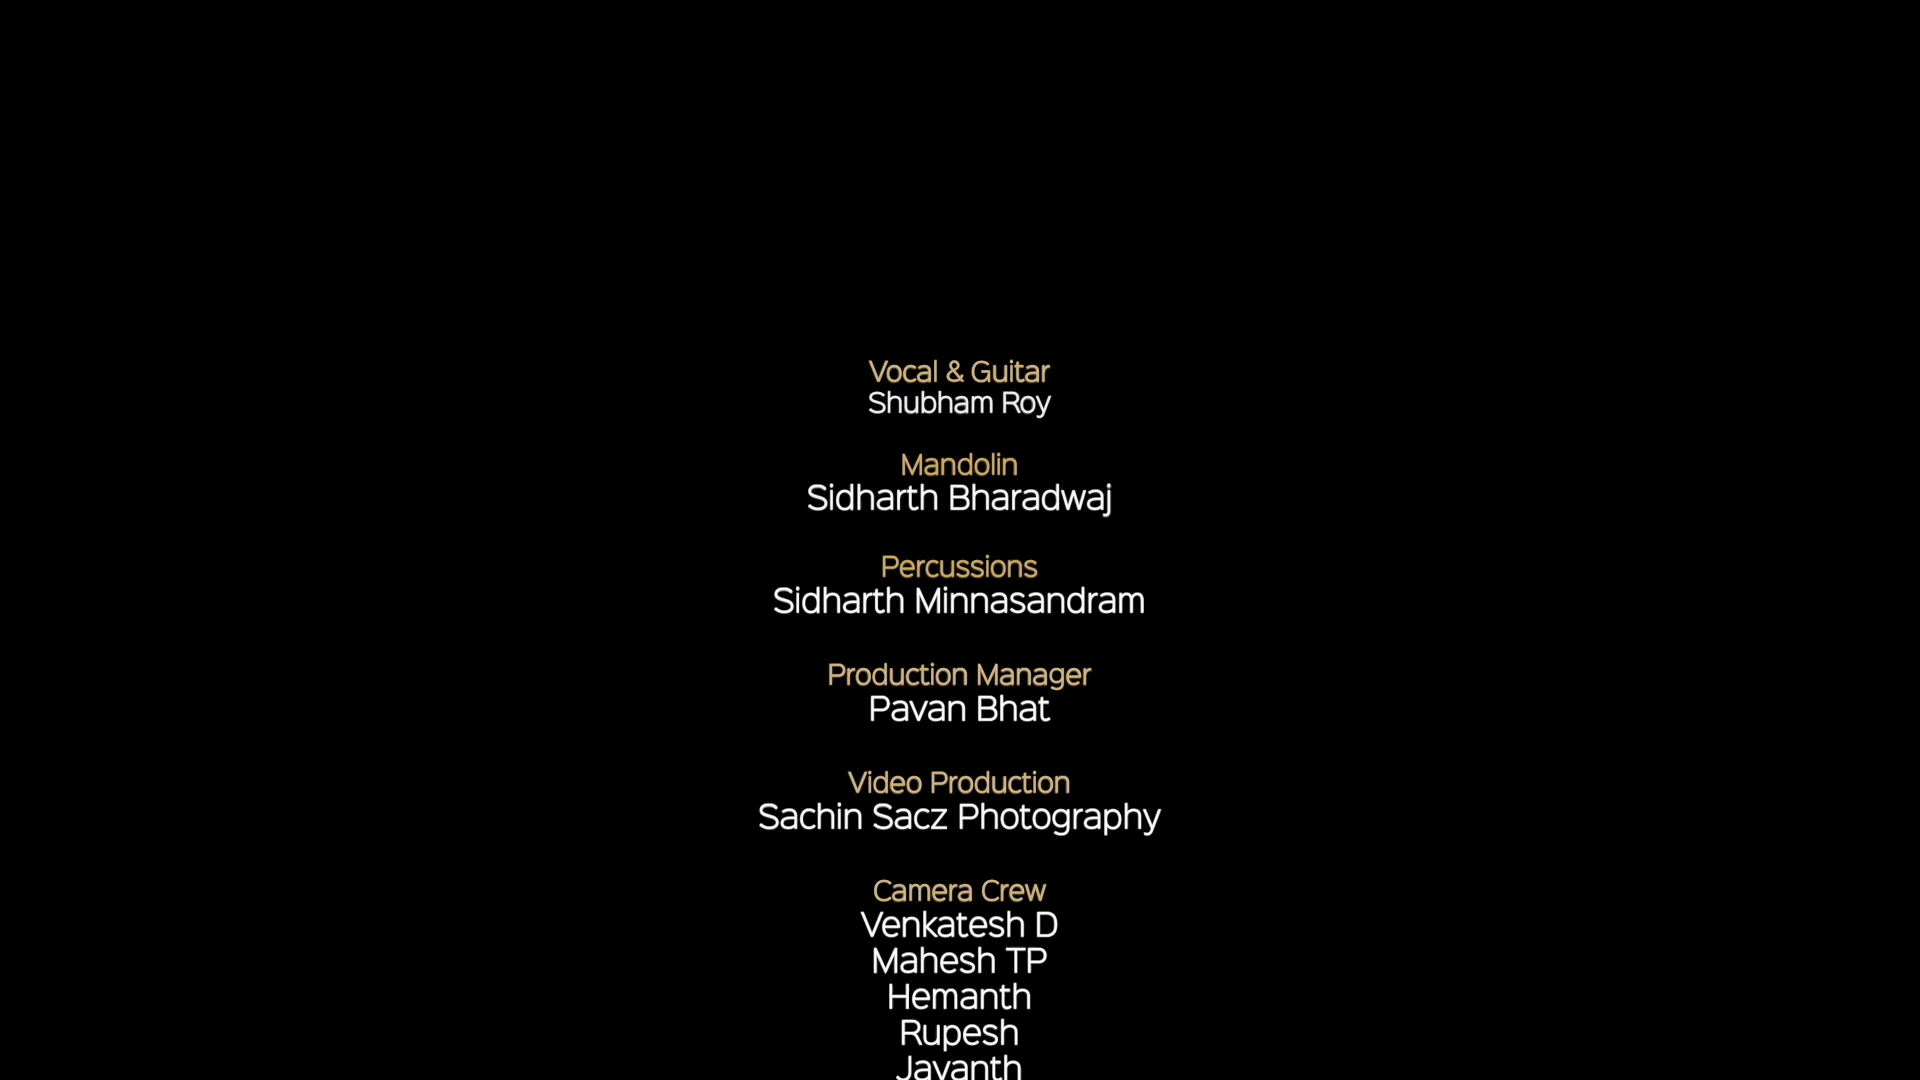 Vocal & Guitar
Shubham Roy
Mandolin
Sidharth Bharadwaj
Percussions
Sidharth Minnasandram
Production Manager
Pavan Bhat
Video Production
Sachin Sacz Photography
Camera Crew
Venkatesh D
Mahesh TP
Hemanth
Rupesh
Jayanth